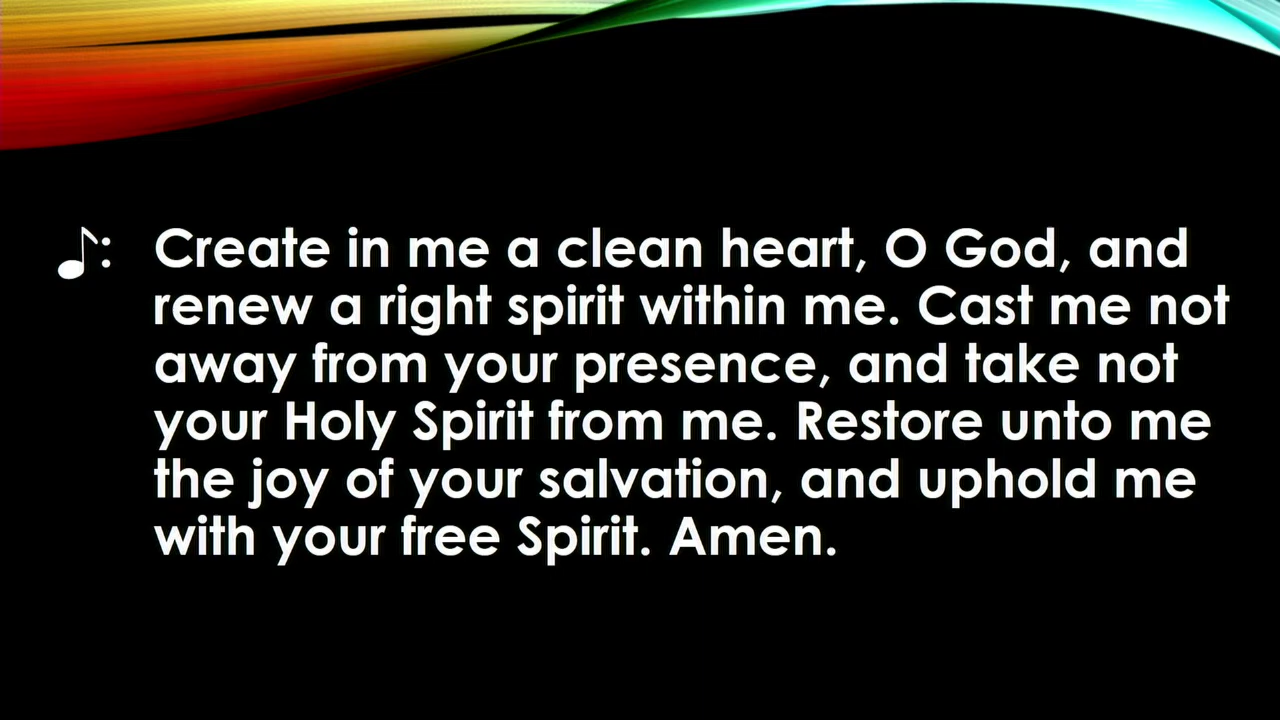 ♪: Create in me a clean heart, O God, and
renew a right spirit within me. Cast me not
away from your presence, and take not
your Holy Spirit from me. Restore unto me
the joy of your salvation, and uphold me
with your free Spirit. Amen.